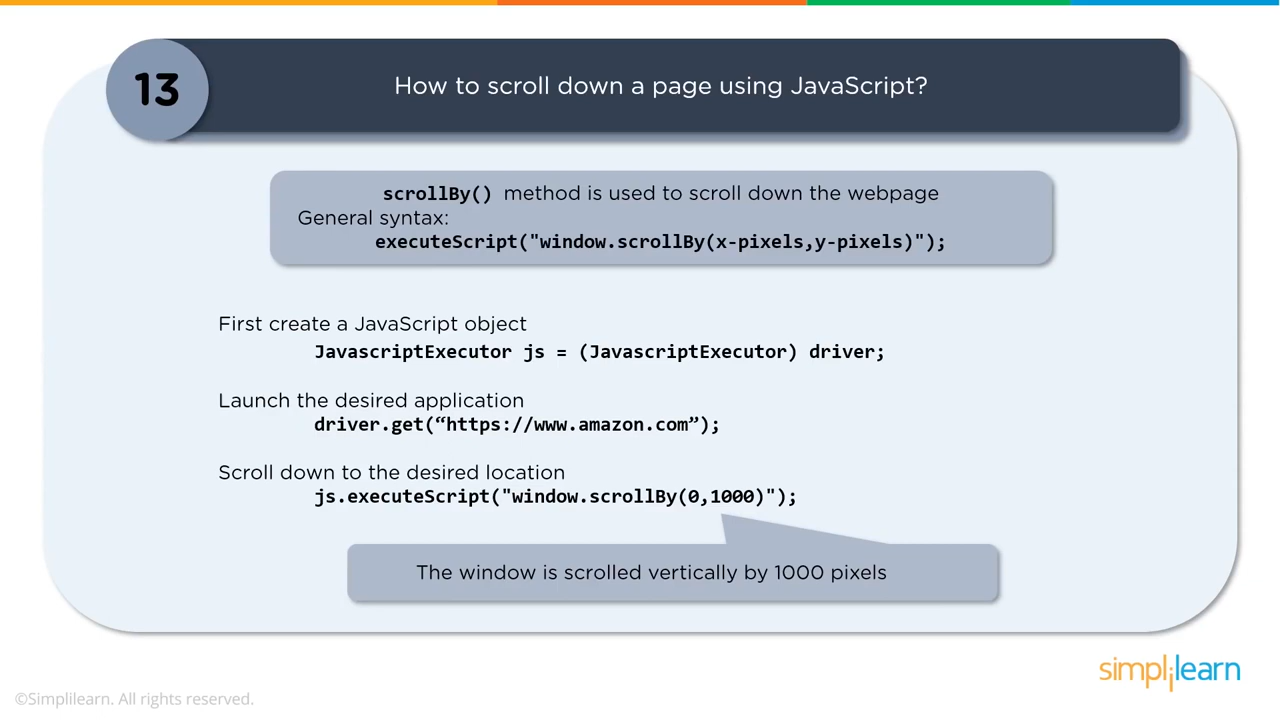 13
How to scroll down a page using JavaScript?
scrollBy() method is used to scroll down the webpage
General syntax:
executeScript("window.scrollBy(x-pixels,y-pixels)");
First create a JavaScript object
JavascriptExecutor js = (JavascriptExecutor) driver;
Launch the desired application
driver.get(“https://www.amazon.com”);
Scroll down to the desired location
js.executeScript("window.scrollBy(0,1000)");
The window is scrolled vertically by 1000 pixels
simplilearn
©Simplilearn. All rights reserved.